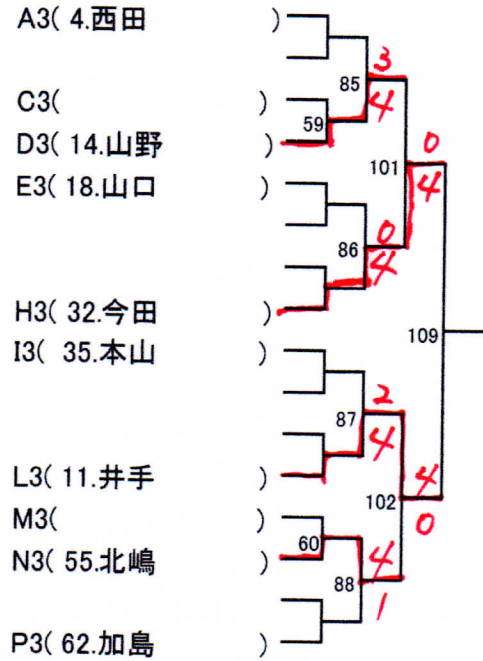 A3( 4.西田 )
3
85
4
C3( )
59
D3( 14.山野 )
0
101
4
E3( 18.山口 )
0
86
4
H3( 32.今田 )
109
I3( 35.本山 )
2
87
4
L3( 11.井手 )
4
102
0
M3( )
60
4
N3( 55.北嶋 )
88
1
P3( 62.加島 )